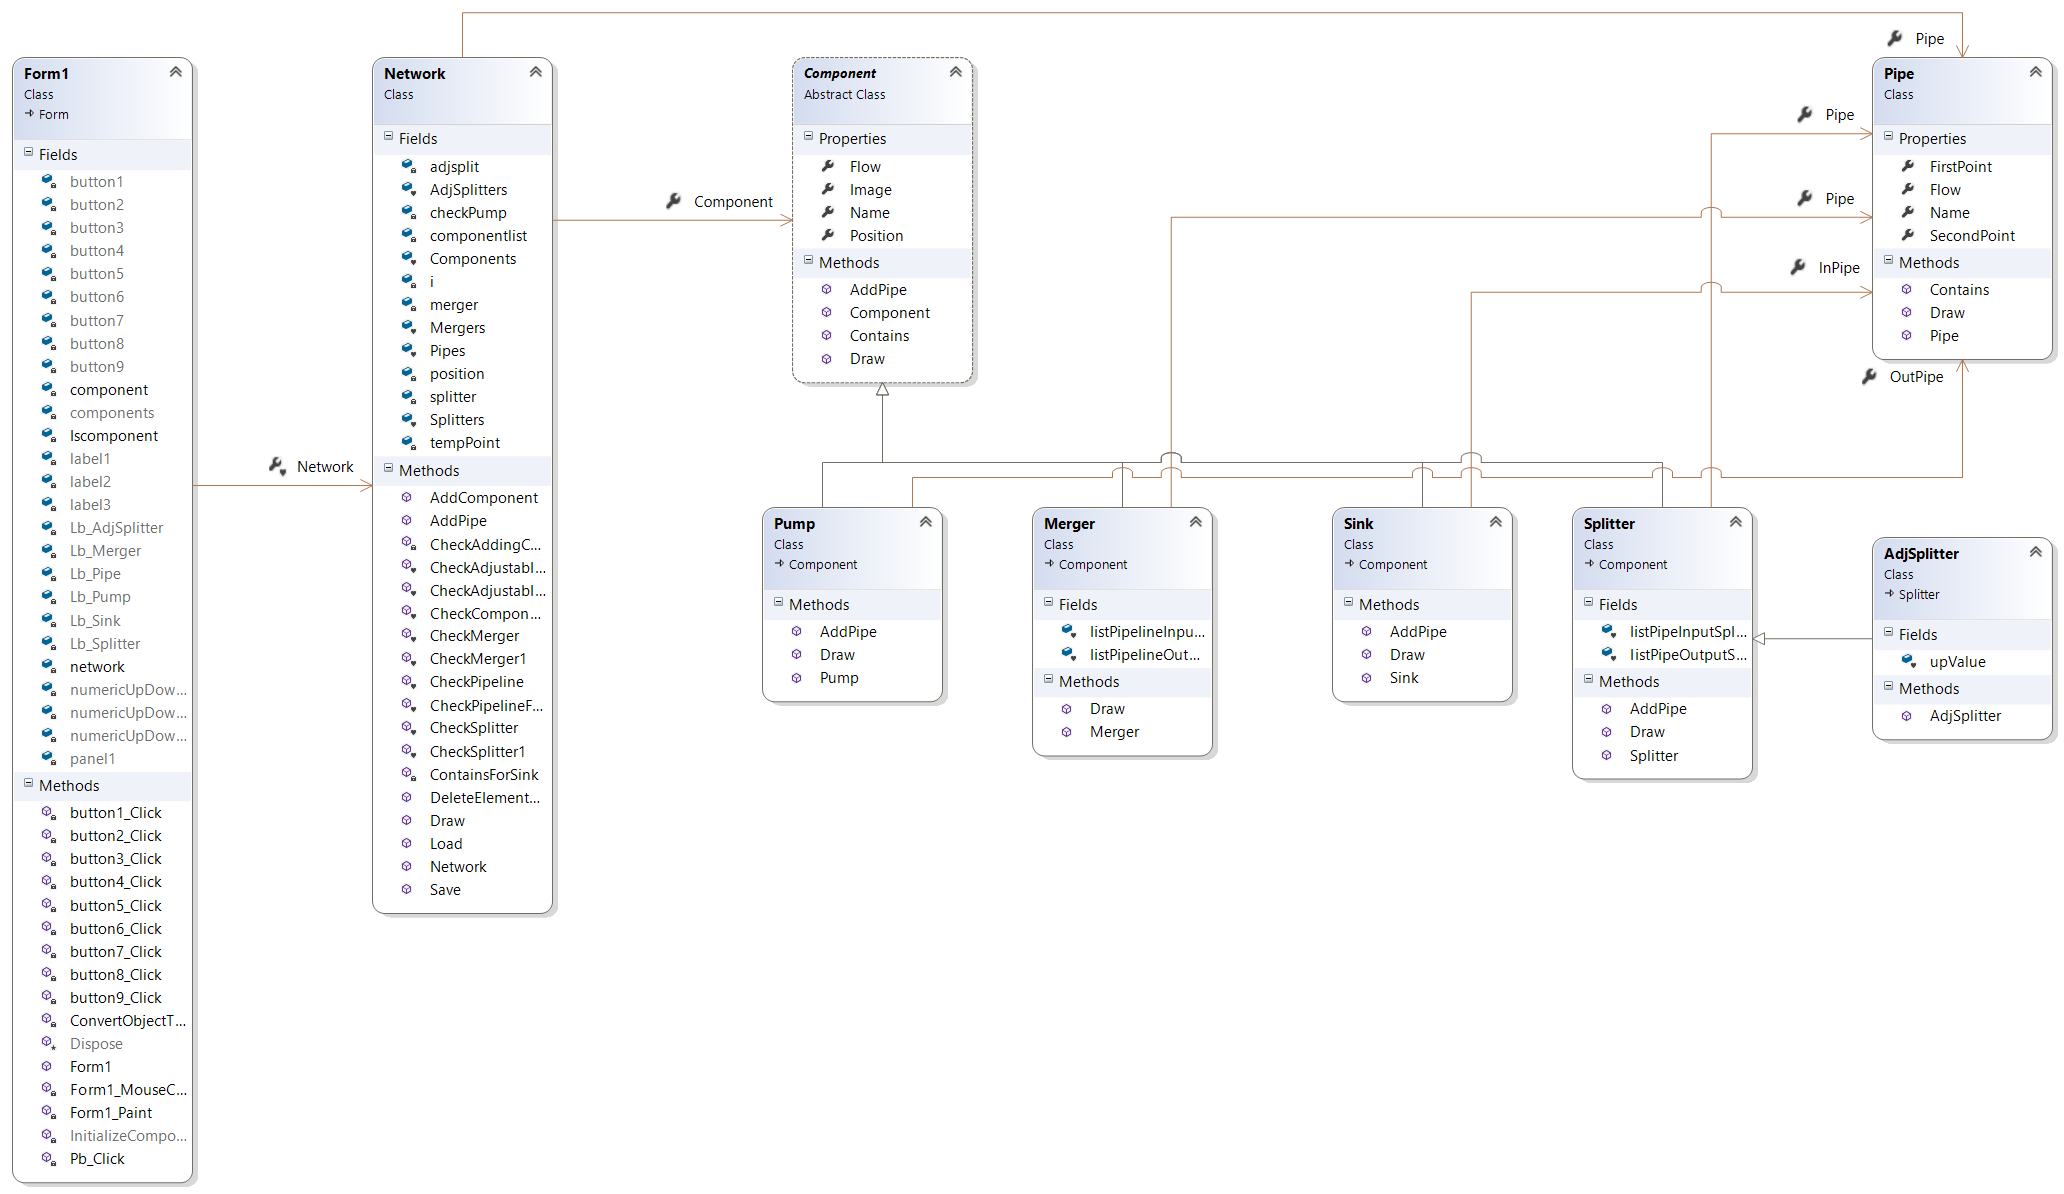 Form1
Class
Form
Fields
button1
button2
button3
button4
button5
button6
button7
button8
button9
component
components
Iscomponent
label1
label2
label3
Lb_AdjSplitter
Lb_Merger
Lb_Pipe
Lb_Pump
Lb_Sink
Lb_Splitter
network
numericUpDow...
numericUpDow...
numericUpDow...
panel1
Methods
button1_Click
button2_Click
button3_Click
button4_Click
button5_Click
button6_Click
button7_Click
button8_Click
button9_Click
ConvertObjectT...
Dispose
Form1
Form1_MouseC...
Form1_Paint
InitializeCompo...
Pb_Click
Network
Network
Class
Fields
adjsplit
AdjSplitters
checkPump
componentlist
Components
i
merger
Mergers
Pipes
position
splitter
Splitters
tempPoint
Methods
AddComponent
AddPipe
CheckAddingC...
CheckAdjustabl...
CheckAdjustabl...
CheckCompon...
CheckMerger
CheckMerger1
CheckPipeline
CheckPipelineF...
CheckSplitter
CheckSplitter1
ContainsForSink
DeleteElement...
Draw
Load
Network
Save
Component
Component
Abstract Class
Properties
Flow
Image
Name
Position
Methods
AddPipe
Component
Contains
Draw
Pipe
Pipe
Pipe
InPipe
OutPipe
Pipe
Class
Properties
FirstPoint
Flow
Name
SecondPoint
Methods
Contains
Draw
Pipe
Pump
Class
Component
Methods
AddPipe
Draw
Pump
Merger
Class
Component
Fields
listPipelineInpu...
listPipelineOut...
Methods
Draw
Merger
Sink
Class
Component
Methods
AddPipe
Draw
Sink
Splitter
Class
Component
Fields
listPipeInputSpl...
listPipeOutputS...
Methods
AddPipe
Draw
Splitter
AdjSplitter
Class
Splitter
Fields
upValue
Methods
AdjSplitter